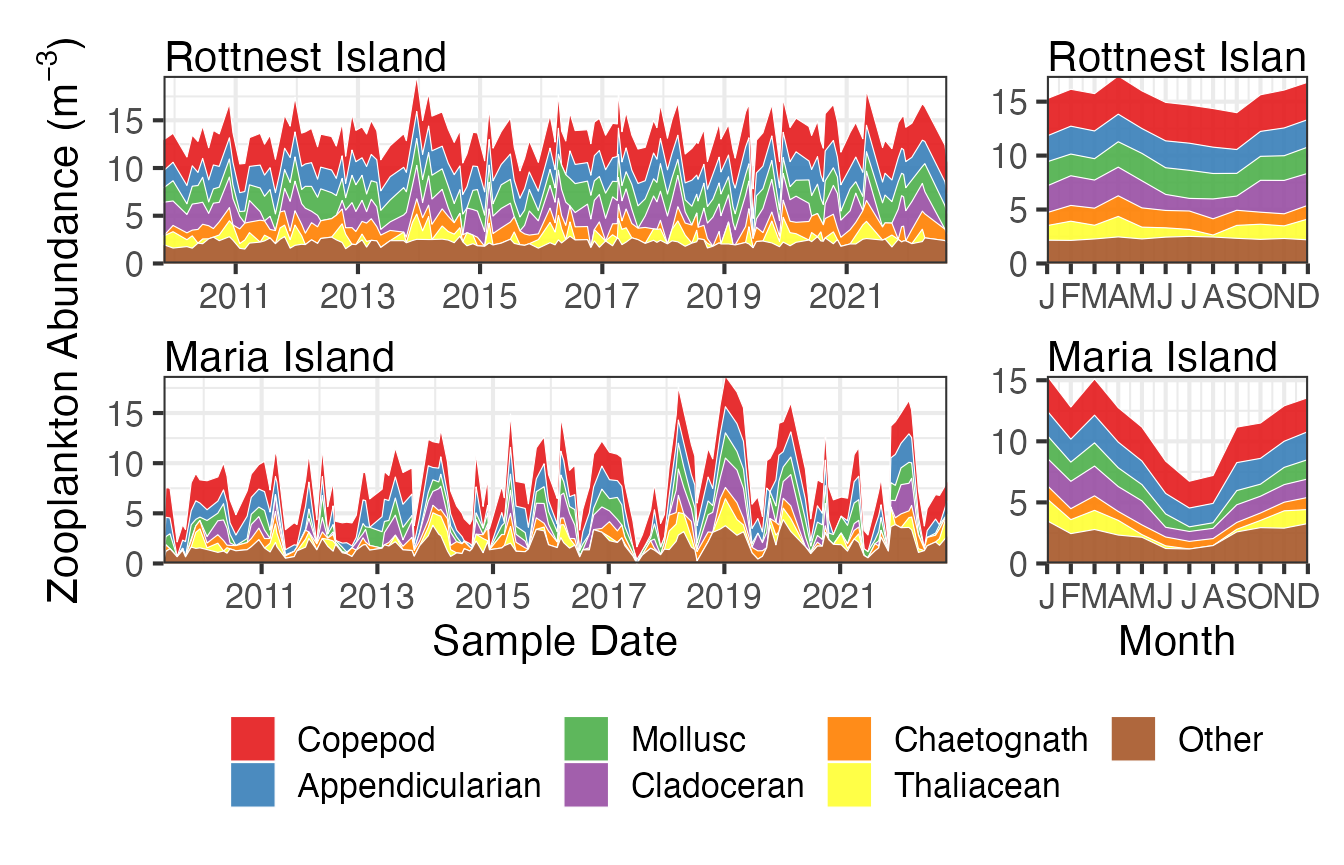 Zooplankton Abundance (m⁻³)
Rottnest Island
15
10
5
0
2011 2013 2015 2017 2019 2021
Rottnest Islan
15
10
5
0
J F M A M J J A S O N D
Maria Island
15
10
5
0
2011 2013 2015 2017 2019 2021
Sample Date
Maria Island
15
10
5
0
J F M A M J J A S O N D
Month
Copepod
Appendicularian
Mollusc
Cladoceran
Chaetognath
Thaliacean
Other